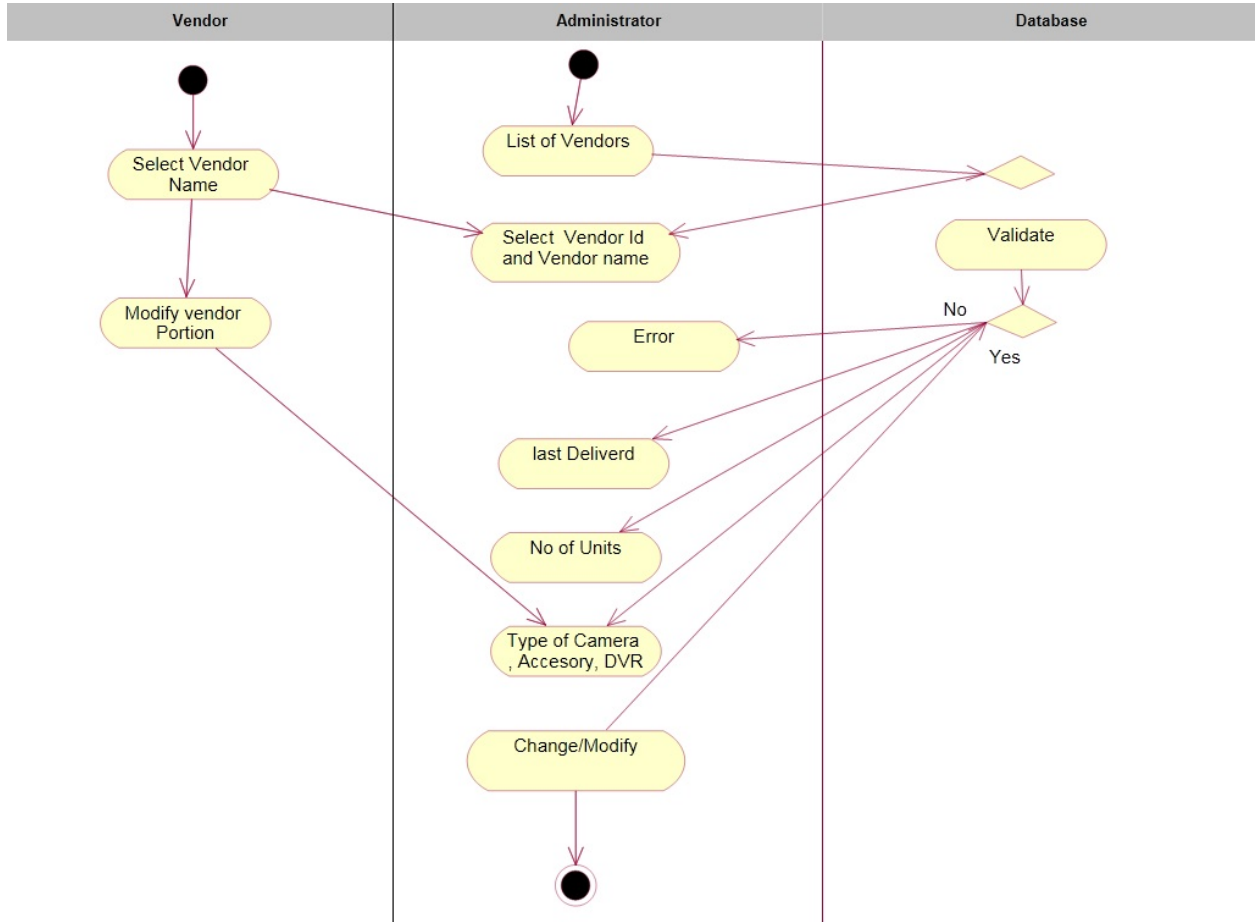 Vendor
Administrator
Database
List of Vendors
Select Vendor
Name
Select Vendor Id
and Vendor name
Validate
Modify vendor
Portion
No
Error
Yes
last Deliverd
No of Units
Type of Camera
, Accesory, DVR
Change/Modify